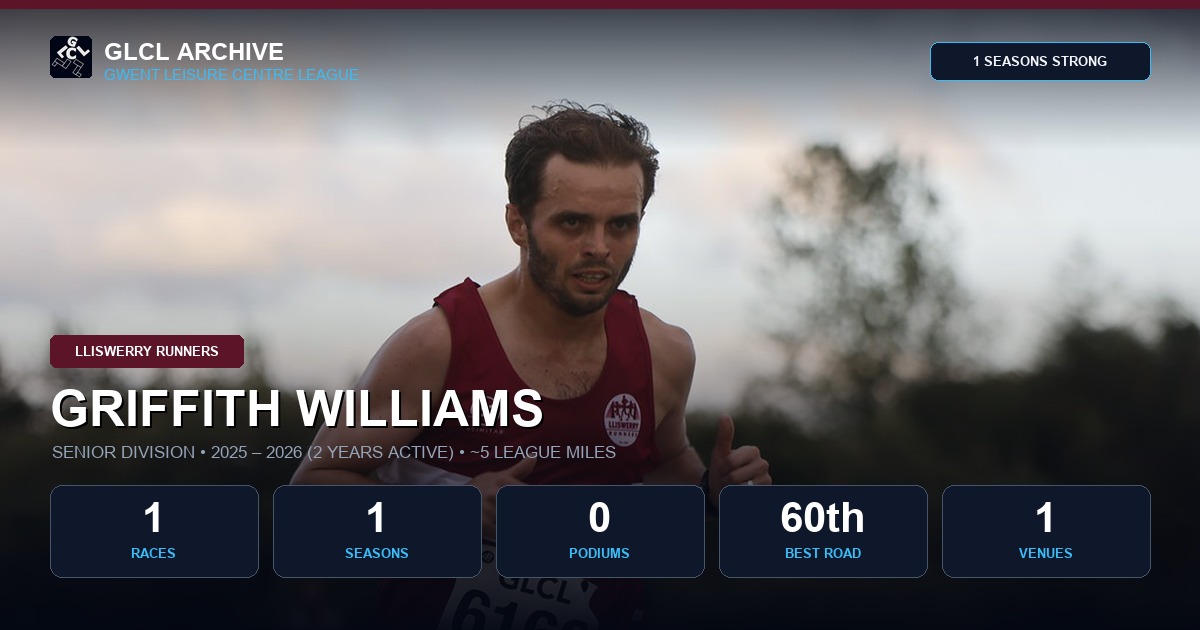 GLCL ARCHIVE
GWENT LEISURE CENTRE LEAGUE
1 SEASONS STRONG
LLISWERRY RUNNERS
GRIFFITH WILLIAMS
SENIOR DIVISION • 2025 – 2026 (2 YEARS ACTIVE) • ~5 LEAGUE MILES
1
RACES
1
SEASONS
0
PODIUMS
60th
BEST ROAD
1
VENUES
LLISWERRY
RUNNERS
GLCL